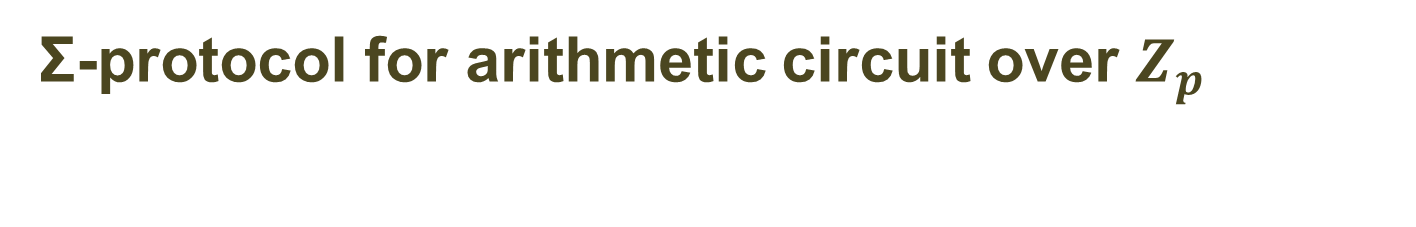 Σ-protocol for arithmetic circuit over $Z_p$